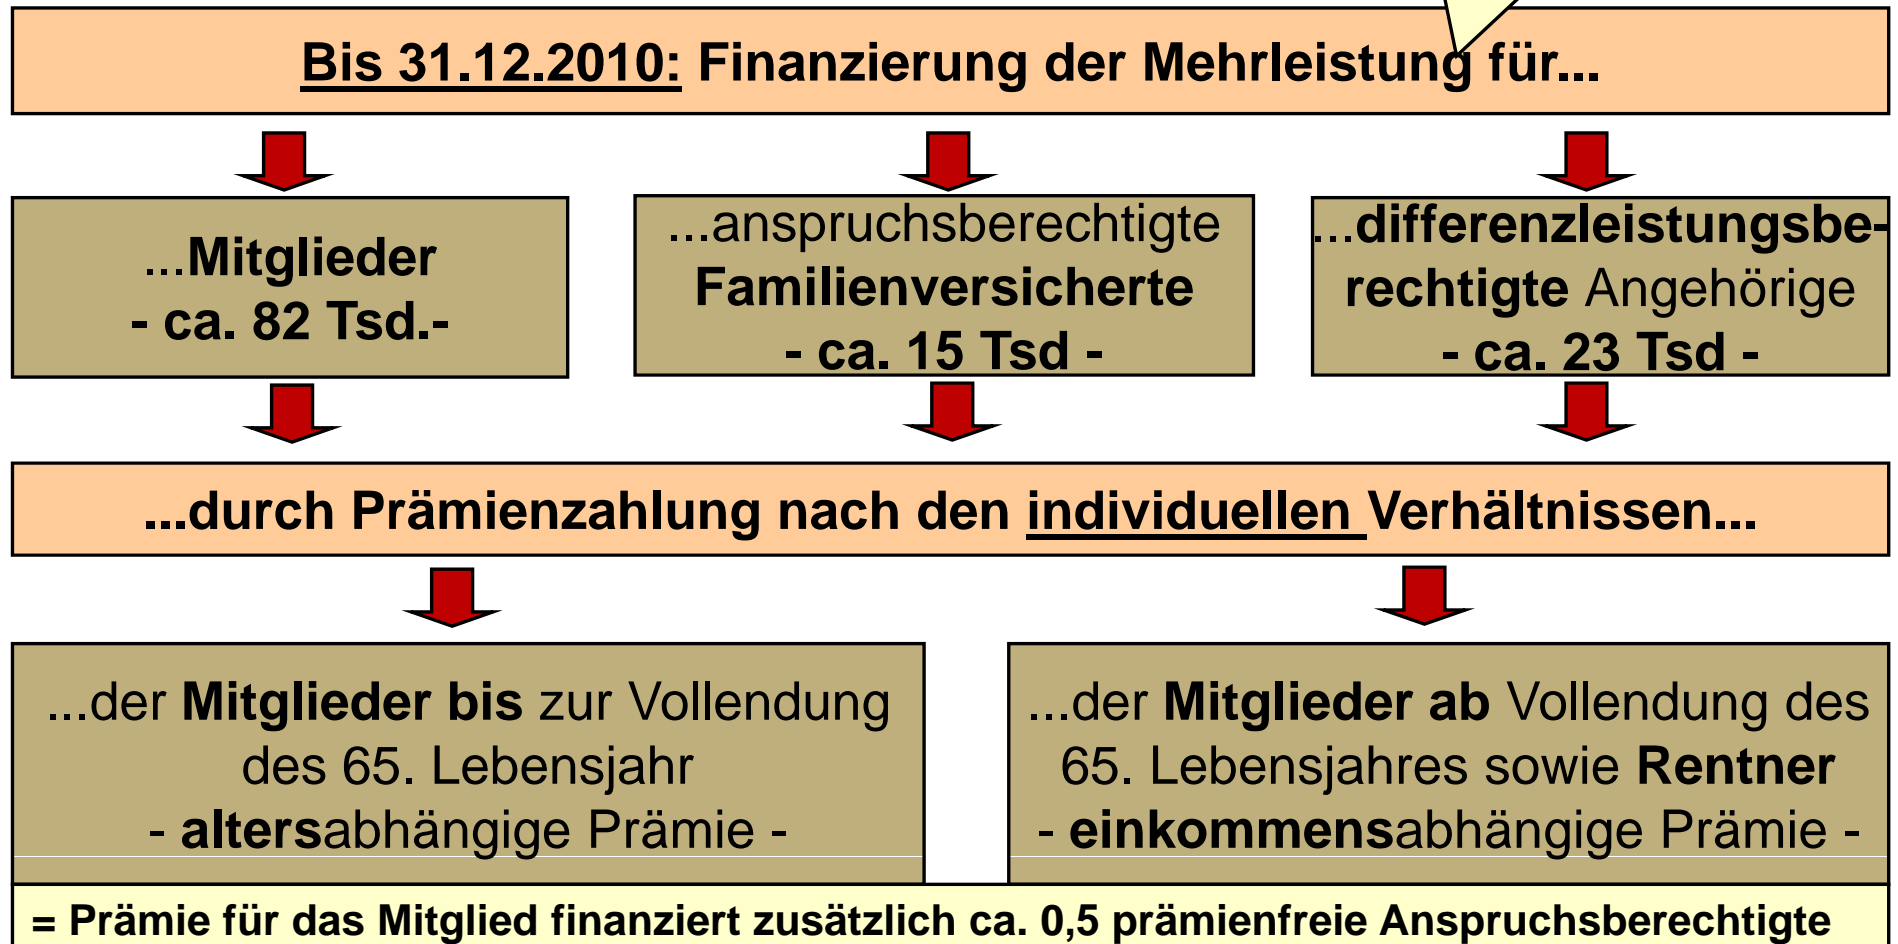 Bis 31.12.2010: Finanzierung der Mehrleistung für...
...Mitglieder
- ca. 82 Tsd.-
...anspruchsberechtigte
Familienversicherte
- ca. 15 Tsd -
...differenzleistungsbe-
rechtigte Angehörige
- ca. 23 Tsd -
...durch Prämienzahlung nach den individuellen Verhältnissen...
...der Mitglieder bis zur Vollendung
des 65. Lebensjahr
- altersabhängige Prämie -
...der Mitglieder ab Vollendung des
65. Lebensjahres sowie Rentner
- einkommensabhängige Prämie -
= Prämie für das Mitglied finanziert zusätzlich ca. 0,5 prämienfreie Anspruchsberechtigte